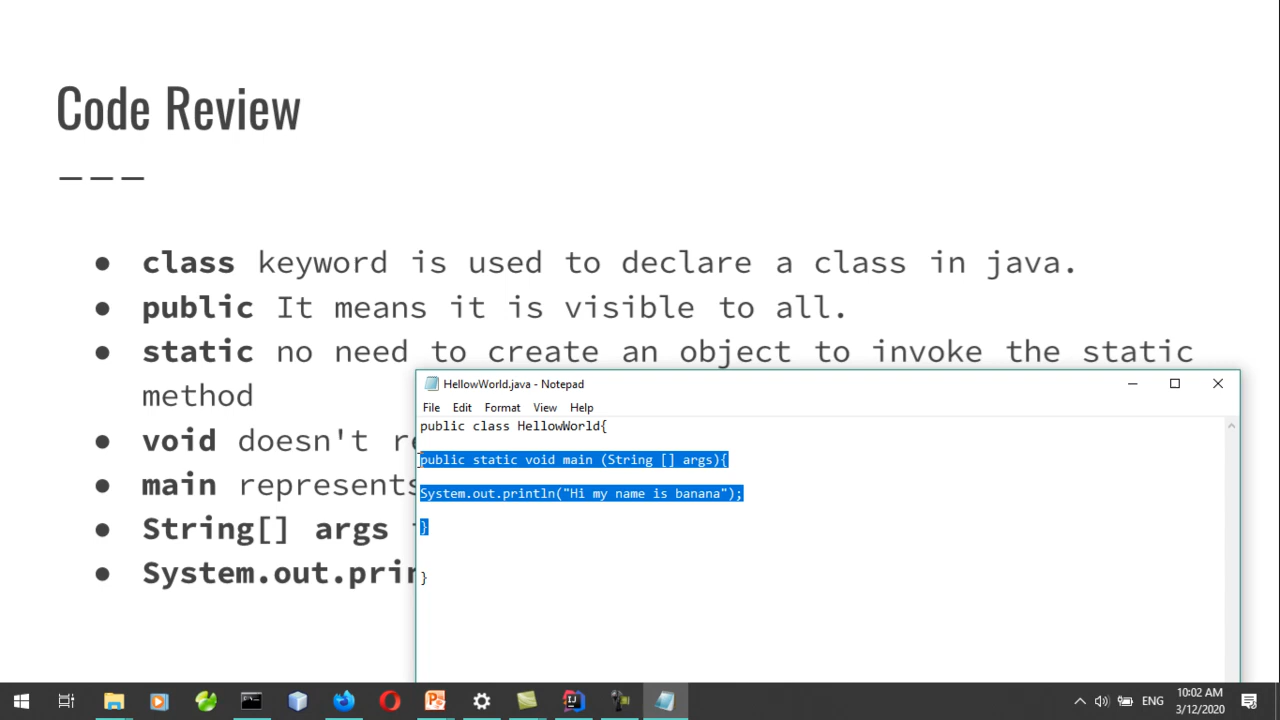 Code Review
● class keyword is used to declare a class in java.
● public It means it is visible to all.
● static no need to create an object to invoke the static
method
● void doesn't
● main represents
● String[] args
● System.out.prin
HellowWorld.java - Notepad
File Edit Format View Help
public class HellowWorld{
public static void main (String [] args){
System.out.println("Hi my name is banana");
}
}
ENG
10:02 AM
3/12/2020